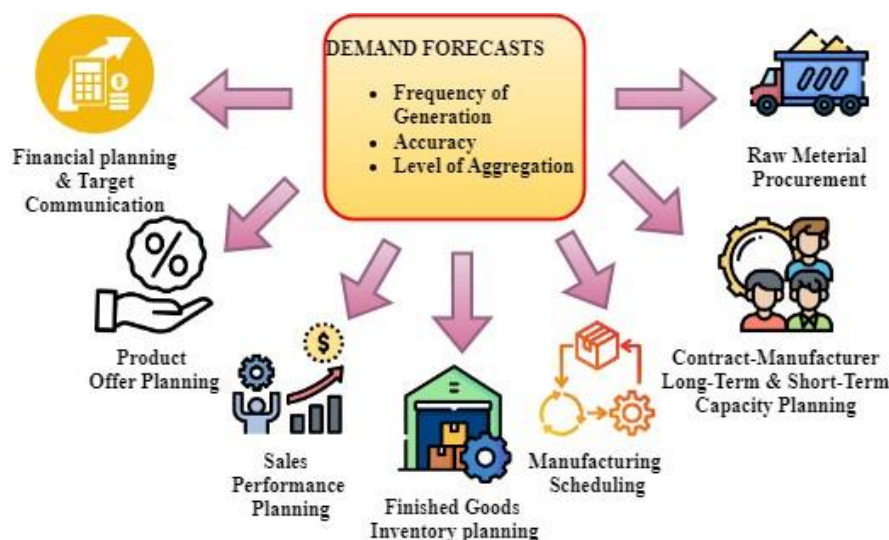 DEMAND FORECASTS
• Frequency of
Generation
• Accuracy
• Level of Aggregation
Financial planning
& Target
Communication
Raw Meterial
Procurement
%
Product
Offer Planning
$
Sales
Performance
Planning
Finished Goods
Inventory planning
Manufacturing
Scheduling
Contract-Manufacturer
Long-Term & Short-Term
Capacity Planning